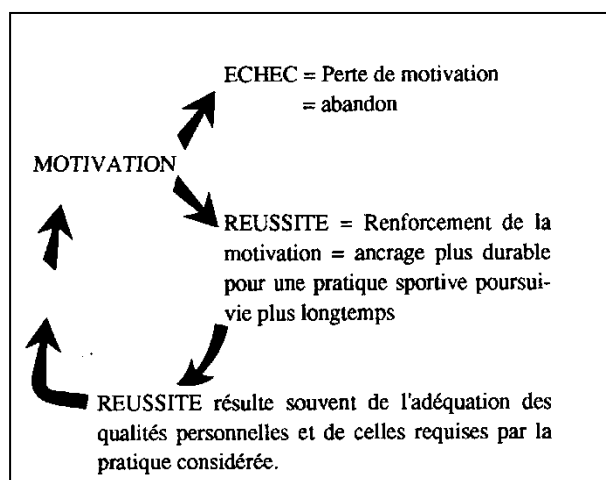 ECHEC = Perte de motivation
= abandon
MOTIVATION
REUSSITE = Renforcement de la
motivation = ancrage plus durable
pour une pratique sportive poursui-
vie plus longtemps
REUSSITE résulte souvent de l'adéquation des
qualités personnelles et de celles requises par la
pratique considérée.